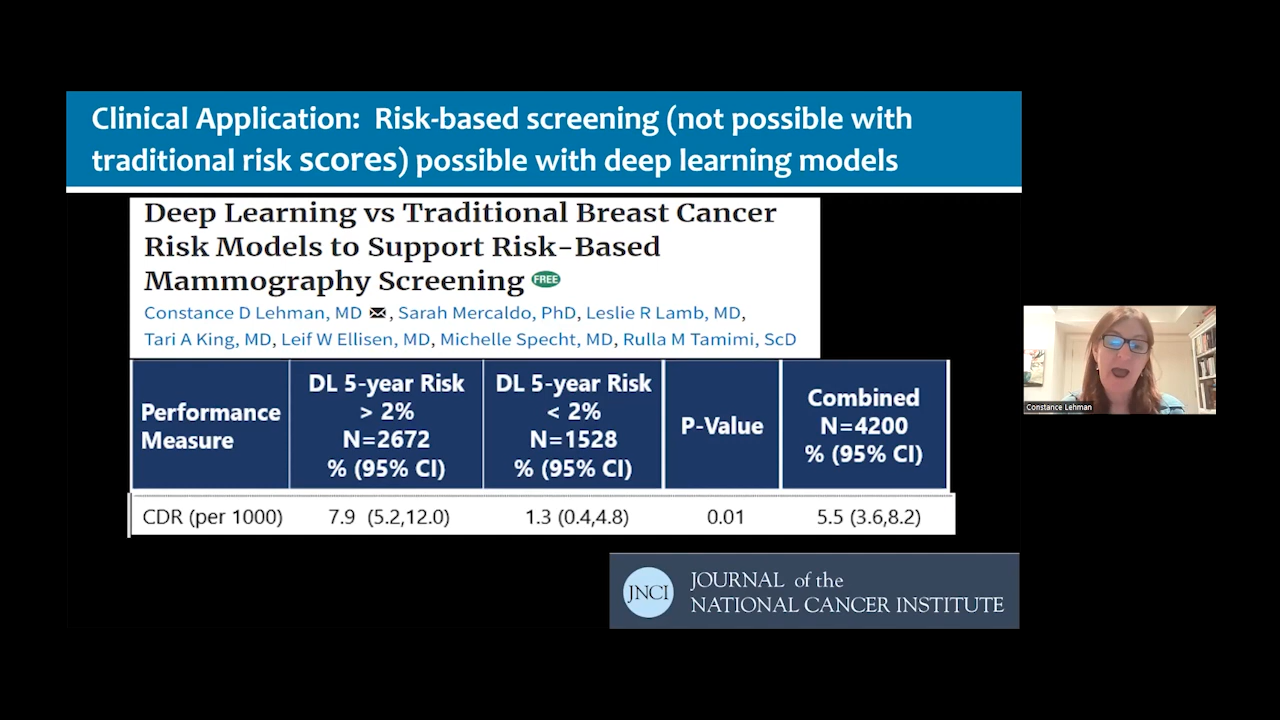 Clinical Application: Risk-based screening (not possible with
traditional risk scores) possible with deep learning models
Deep Learning vs Traditional Breast Cancer
Risk Models to Support Risk-Based
Mammography Screening FREE
Constance D Lehman, MD, Sarah Mercaldo, PhD, Leslie R Lamb, MD,
Tari A King, MD, Leif W Ellisen, MD, Michelle Specht, MD, Rulla M Tamimi, ScD
Performance
Measure
DL 5-year Risk
> 2%
N=2672
% (95% CI)
DL 5-year Risk
< 2%
N=1528
% (95% CI)
P-Value
Combined
N=4200
% (95% CI)
CDR (per 1000) 7.9 (5.2,12.0) 1.3 (0.4,4.8) 0.01 5.5 (3.6,8.2)
JNCI
JOURNAL of the
NATIONAL CANCER INSTITUTE
Constance Lehman